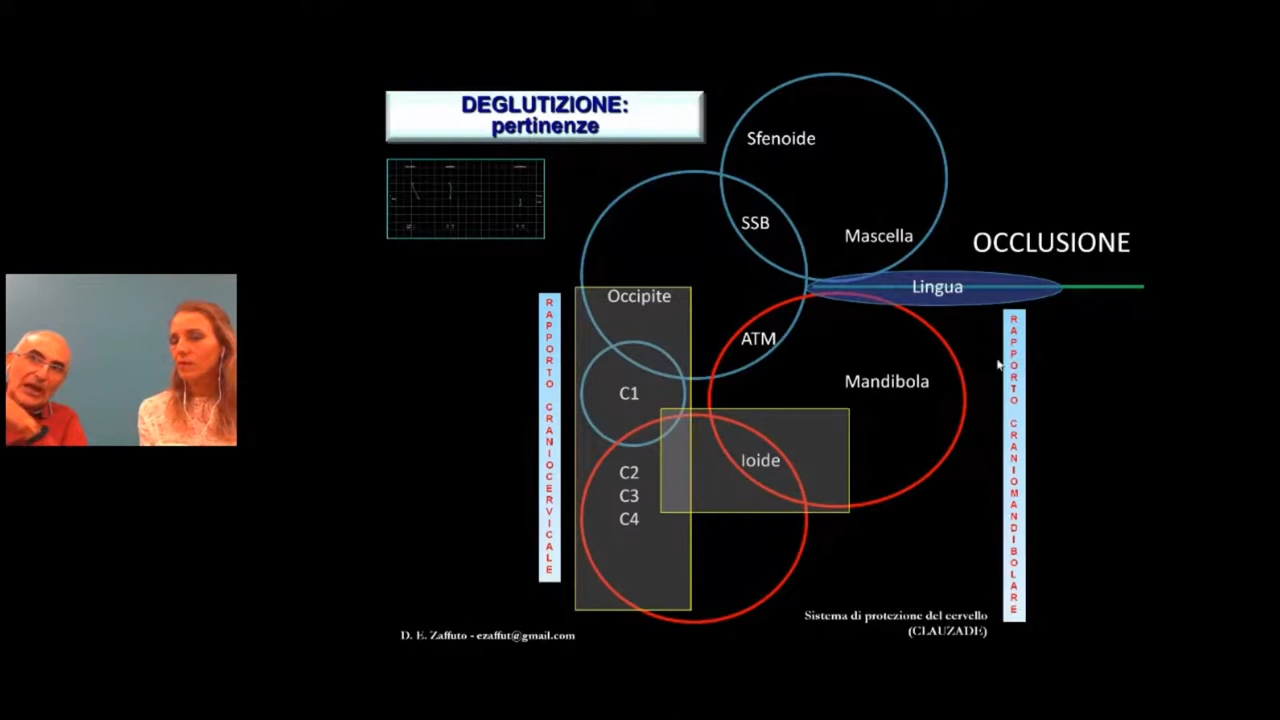 DEGLUTIZIONE:
pertinenze
Sfenoide
SSB
Mascella
OCCLUSIONE
Lingua
Occipite
ATM
Mandibola
C1
Ioide
C2
C3
C4
RAPPORTO CRANIOCERVICALE
RAPPORTO CRANIOMANDIBOLARE
Sistema di protezione del cervello
(CLAUZADE)
D. E. Zaffuto - ezaffut@gmail.com